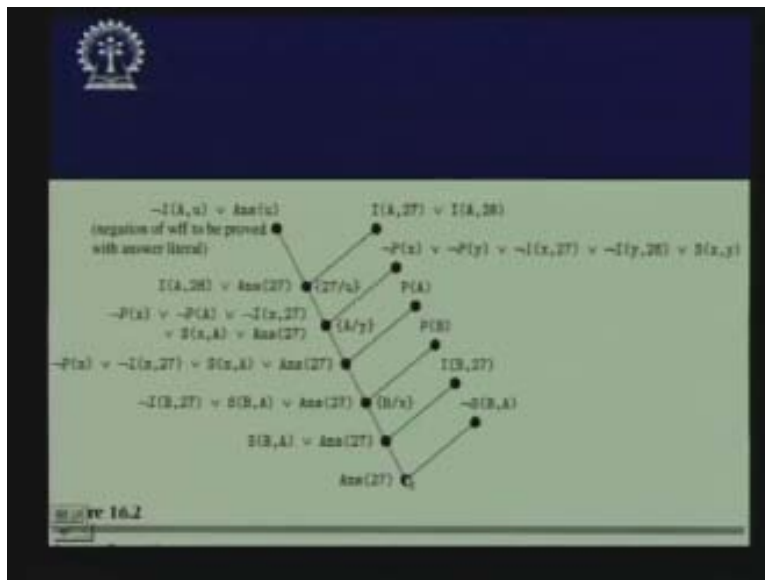 ¬I(A,u) ∨ Ans(u)
I(A,27) ∨ I(A,28)
(negation of wff to be proved
with answer literal)
¬P(x) ∨ ¬P(y) ∨ ¬I(x,27) ∨ ¬I(y,28) ∨ S(x,y)
I(A,28) ∨ Ans(27)
{27/u}
P(A)
¬P(x) ∨ ¬P(A) ∨ ¬I(x,27)
∨ S(x,A) ∨ Ans(27)
{A/y}
P(B)
¬P(x) ∨ ¬I(x,27) ∨ S(x,A) ∨ Ans(27)
I(B,27)
¬I(B,27) ∨ S(B,A) ∨ Ans(27)
{B/x}
¬S(B,A)
S(B,A) ∨ Ans(27)
Ans(27)
re 16.2